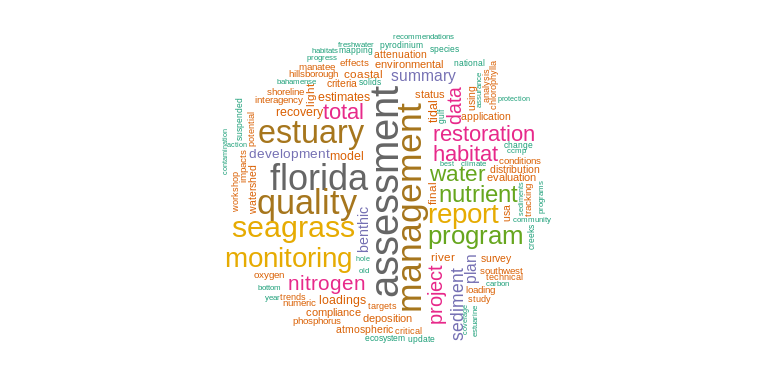 recommendations
freshwater
pyrodinium
habitats
mapping
species
progress
attenuation
manatee
effects
environmental
national
hillsborough
coastal
summary
bahamense
criteria
solids
assurance
analysis
chlorophylla
shoreline
light
estimates
status
using
protection
interagency
recovery
total
tidal
gulf
data
application
suspended
potential
estuary
assessment
management
restoration
contamination
action
development
model
habitat
change
ccmp
best
climate
conditions
workshop
impacts
watershed
florida
water
distribution
evaluation
quality
nutrient
sediments
tracking
programs
seagrass
benthic
final
report
usa
community
program
creeks
monitoring
hole
old
river
plan
survey
oxygen
nitrogen
project
sediment
southwest
technical
bottom
carbon
year
trends
numeric
loadings
targets
loading
study
compliance
deposition
phosphorus
atmospheric
critical
coverage
estuarine
ecosystem
update